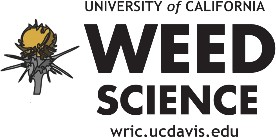 UNIVERSITY of CALIFORNIA
WEED
SCIENCE
wric.ucdavis.edu